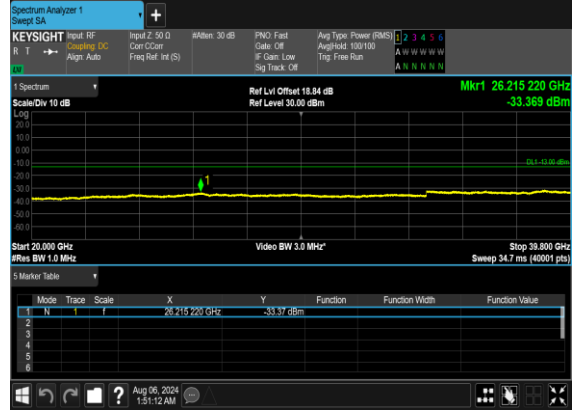 Spectrum Analyzer 1
Swept SA
+
KEYSIGHT Input: RF Input Z: 50 Ω #Atten: 30 dB PNO: Fast Avg Type: Power (RMS) 1 2 3 4 5 6
R T Coupling: DC Corr CCorr Gate: Off Avg|Hold: 100/100 A W W W W W
Align: Auto Freq Ref: Int (S) IF Gain: Low Trig: Free Run
Sig Track: Off A N N N N N
1 Spectrum
Scale/Div 10 dB
Ref Lvl Offset 18.84 dB
Ref Level 30.00 dBm
Mkr1 26.215 220 GHz
-33.369 dBm
Log
20.0
10.0
0.00
-10.0
DL1 -13.00 dBm
-20.0
1
-30.0
-40.0
-50.0
-60.0
Start 20.000 GHz Video BW 3.0 MHz* Stop 39.800 GHz
#Res BW 1.0 MHz Sweep 34.7 ms (40001 pts)
5 Marker Table
Mode Trace Scale X Y Function Function Width Function Value
1 N 1 f 26.215 220 GHz -33.37 dBm
2
3
4
5
6
? Aug 06, 2024
1:51:12 AM